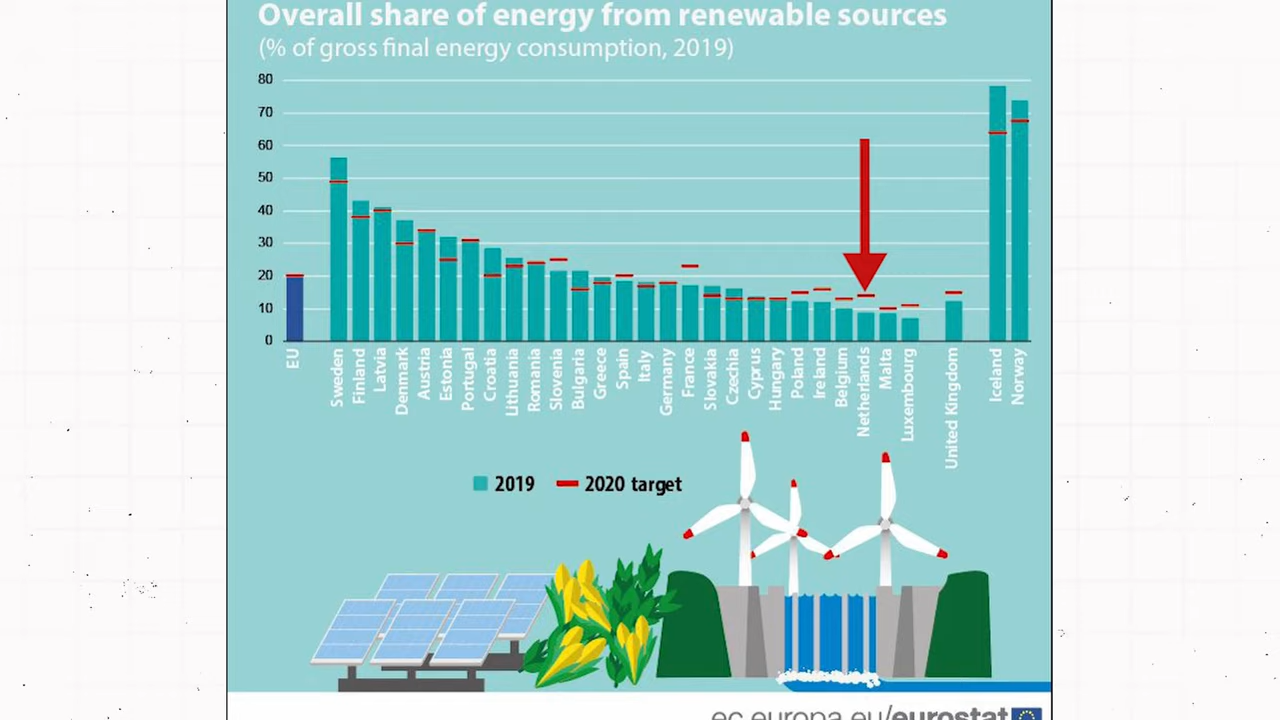 Overall share of energy from renewable sources
(% of gross final energy consumption, 2019)
80
70
60
50
40
30
20
10
0
EU
Sweden
Finland
Latvia
Denmark
Austria
Estonia
Portugal
Croatia
Lithuania
Romania
Slovenia
Bulgaria
Greece
Spain
Italy
Germany
France
Slovakia
Czechia
Cyprus
Hungary
Poland
Ireland
Belgium
Netherlands
Malta
Luxembourg
United Kingdom
Iceland
Norway
2019
2020 target
ec.europa.eu/eurostat